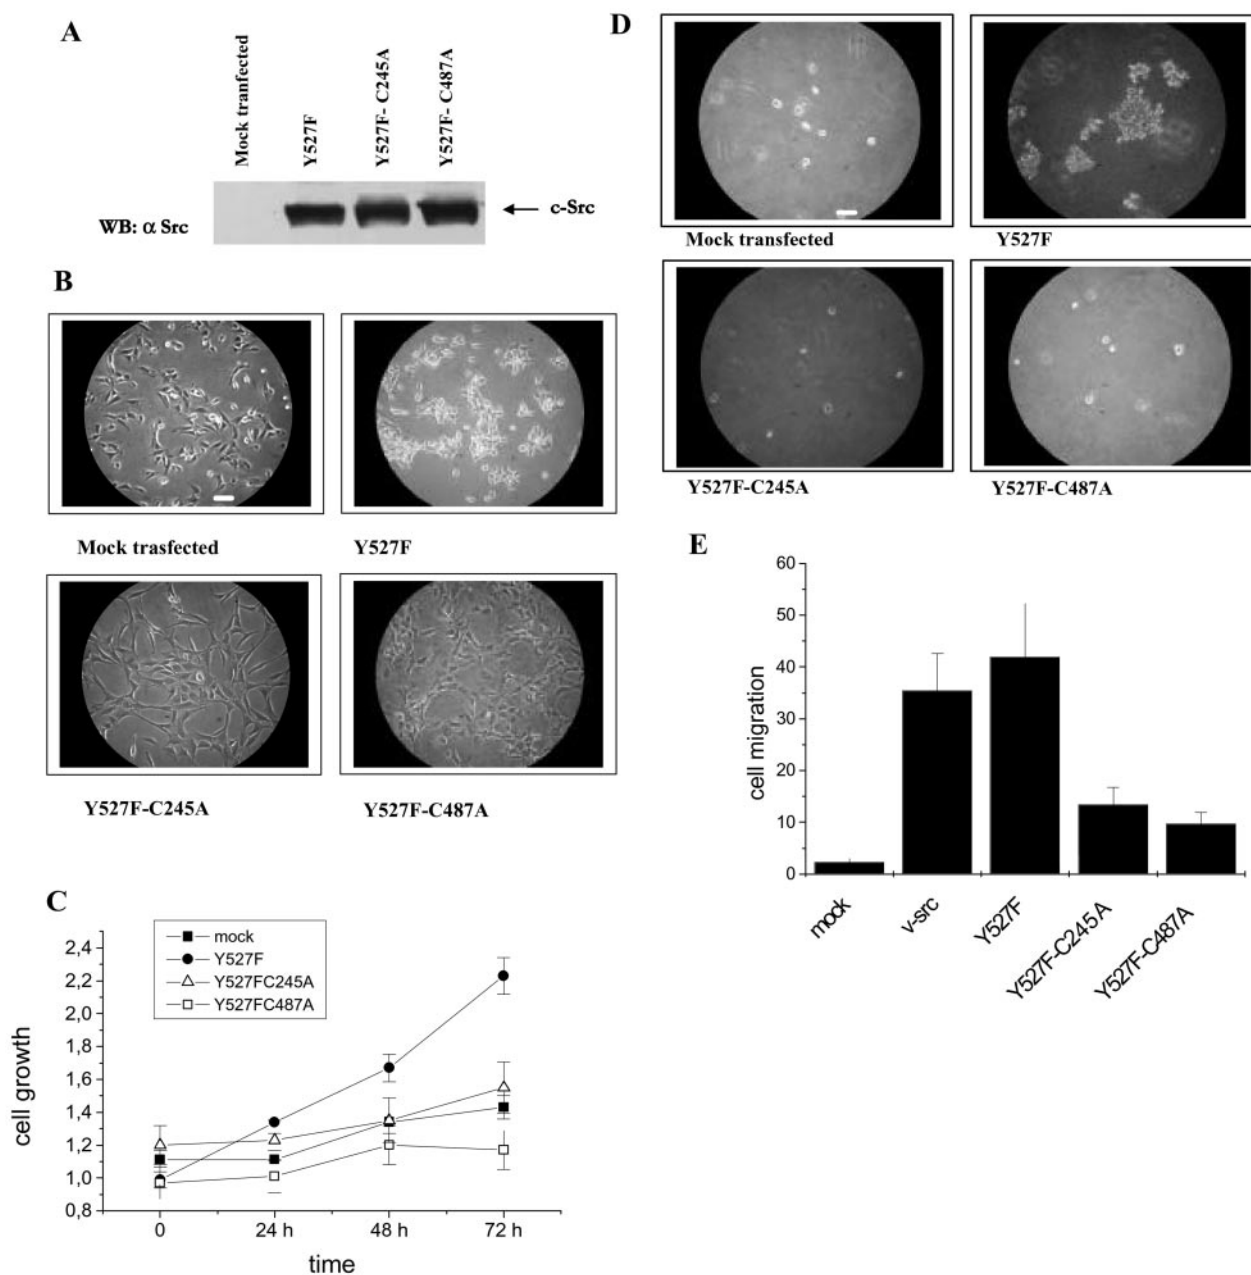 A
Mock tranfected
Y527F
Y527F- C245A
Y527F- C487A
WB: α Src
c-Src
B
Mock trasfected
Y527F
Y527F-C245A
Y527F-C487A
C
mock
Y527F
Y527FC245A
Y527FC487A
2,4
2,2
2,0
1,8
1,6
1,4
1,2
1,0
0,8
cell growth
0
24 h
48 h
72 h
time
D
Mock transfected
Y527F
Y527F-C245A
Y527F-C487A
E
60
50
40
30
20
10
0
cell migration
mock
v-src
Y527F
Y527F-C245A
Y527F-C487A